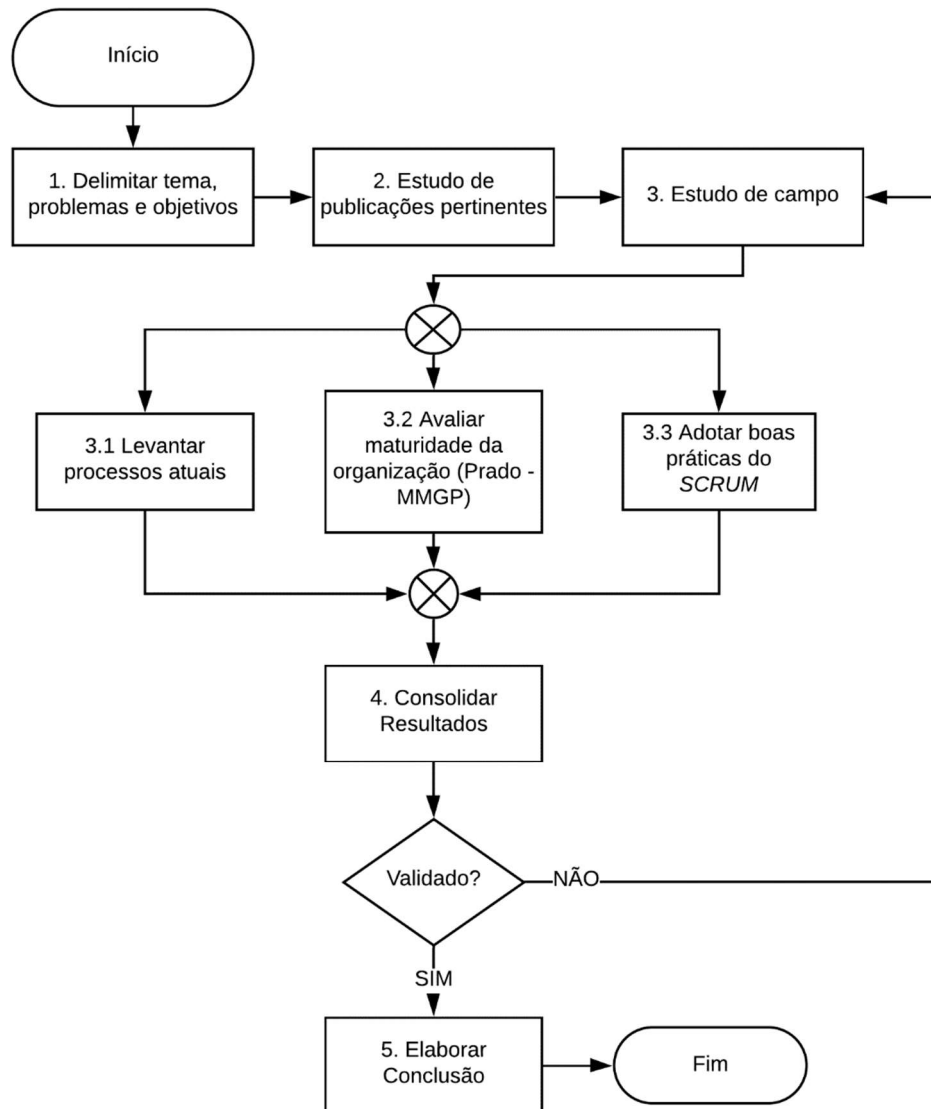 Início
1. Delimitar tema,
problemas e objetivos
2. Estudo de
publicações pertinentes
3. Estudo de campo
3.1 Levantar
processos atuais
3.2 Avaliar
maturidade da
organização (Prado -
MMGP)
3.3 Adotar boas
práticas do
SCRUM
4. Consolidar
Resultados
Validado?
NÃO
SIM
5. Elaborar
Conclusão
Fim